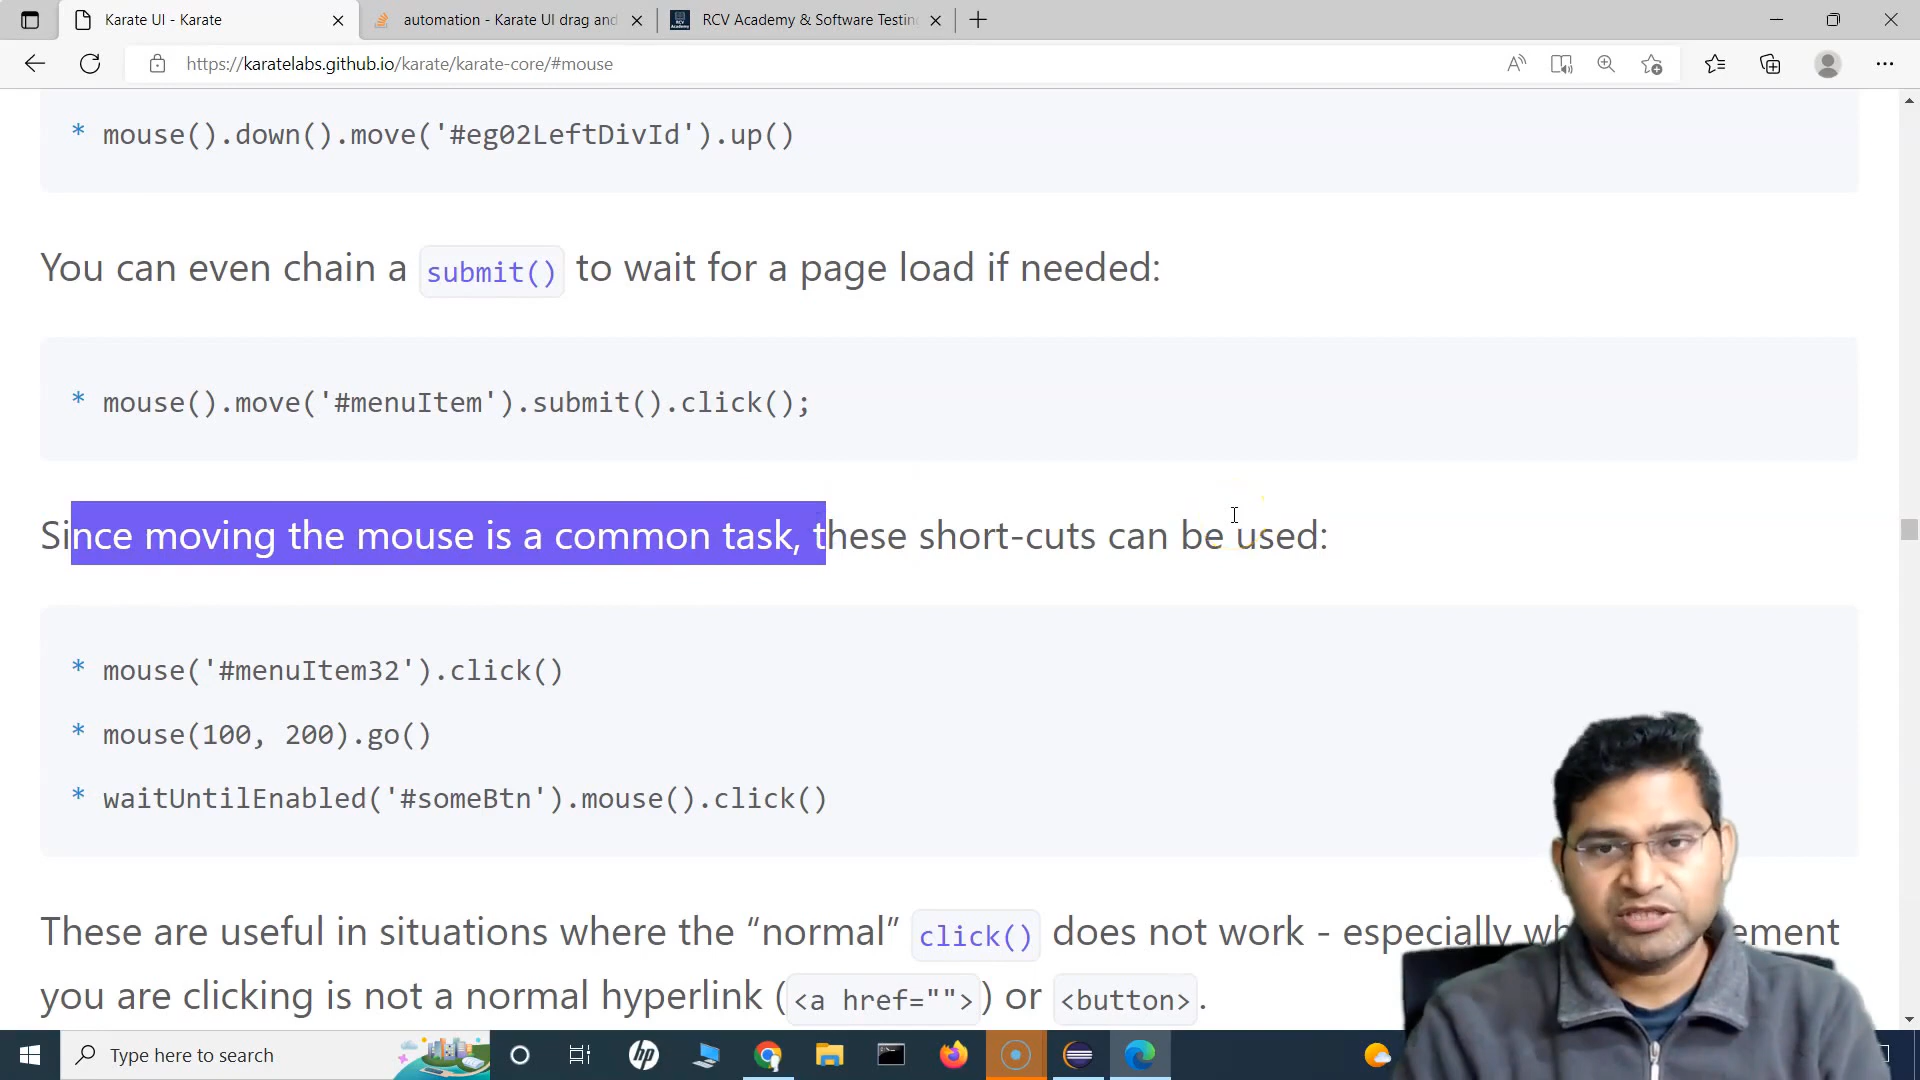 Karate UI - Karate
automation - Karate UI drag and
RCV Academy & Software Testin
https://karatelabs.github.io/karate/karate-core/#mouse
* mouse().down().move('#eg02LeftDivId').up()
You can even chain a submit() to wait for a page load if needed:
* mouse().move('#menuItem').submit().click();
Since moving the mouse is a common task, these short-cuts can be used:
* mouse('#menuItem32').click()
* mouse(100, 200).go()
* waitUntilEnabled('#someBtn').mouse().click()
These are useful in situations where the “normal” click() does not work - especially wh ement
you are clicking is not a normal hyperlink (<a href="">) or <button>.
Type here to search